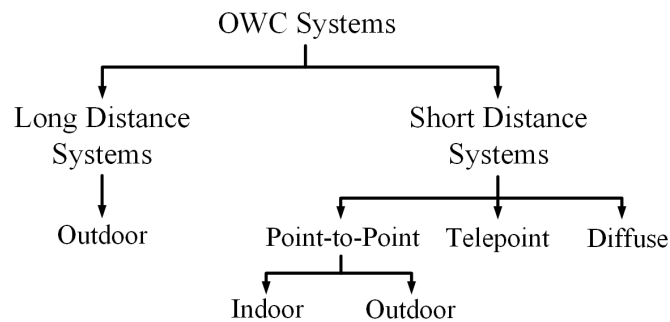 OWC Systems
Long Distance
Systems
Short Distance
Systems
Outdoor
Point-to-Point
Telepoint
Diffuse
Indoor
Outdoor